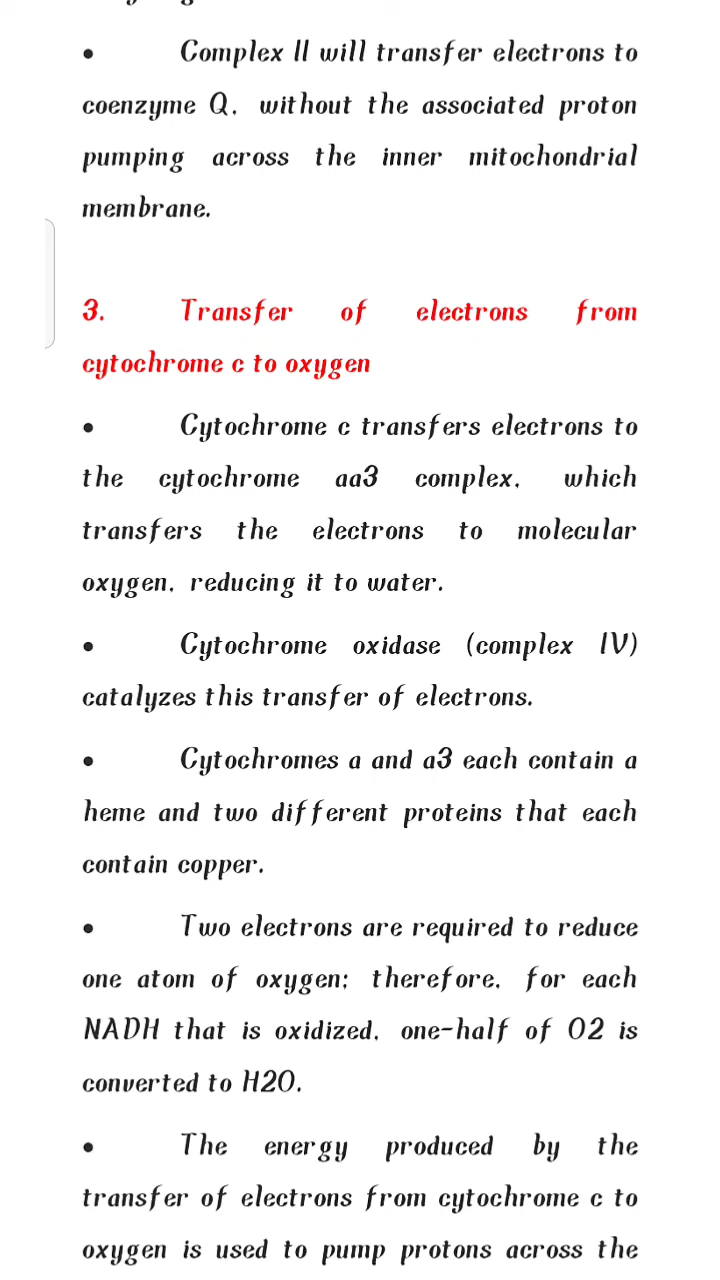 • Complex II will transfer electrons to
coenzyme Q, without the associated proton
pumping across the inner mitochondrial
membrane.
3. Transfer of electrons from
cytochrome c to oxygen
• Cytochrome c transfers electrons to
the cytochrome aa3 complex, which
transfers the electrons to molecular
oxygen, reducing it to water.
• Cytochrome oxidase (complex IV)
catalyzes this transfer of electrons.
• Cytochromes a and a3 each contain a
heme and two different proteins that each
contain copper.
• Two electrons are required to reduce
one atom of oxygen; therefore, for each
NADH that is oxidized, one-half of O2 is
converted to H2O.
• The energy produced by the
transfer of electrons from cytochrome c to
oxygen is used to pump protons across the